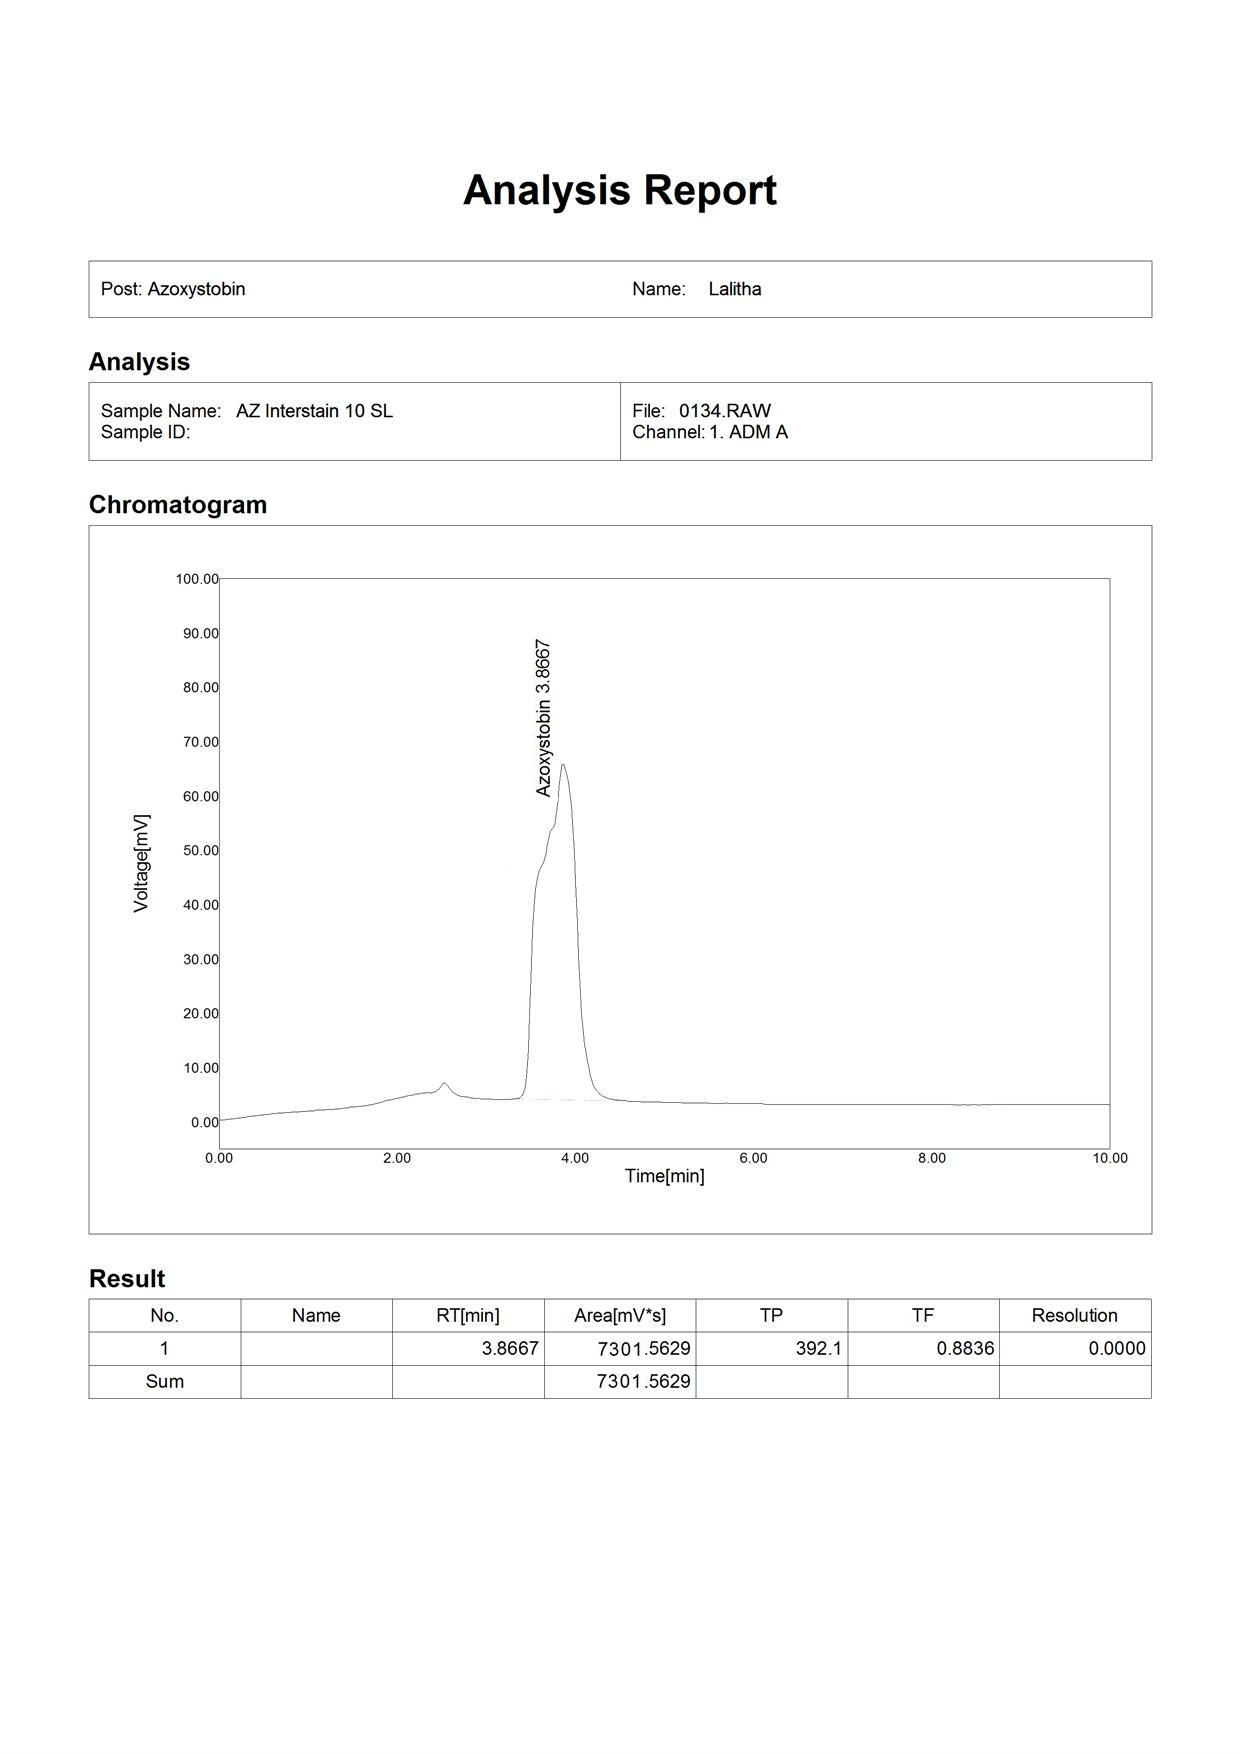 Analysis Report
Post: Azoxystobin Name: Lalitha
Analysis
Sample Name: AZ Interstain 10 SL
Sample ID:
File: 0134.RAW
Channel: 1. ADM A
Chromatogram
100.00
90.00
80.00
70.00
60.00
50.00
40.00
30.00
20.00
10.00
0.00
Voltage[mV]
Azoxystobin 3.8667
0.00 2.00 4.00 6.00 8.00 10.00
Time[min]
Result
No. Name RT[min] Area[mV*s] TP TF Resolution
1 3.8667 7301.5629 392.1 0.8836 0.0000
Sum 7301.5629